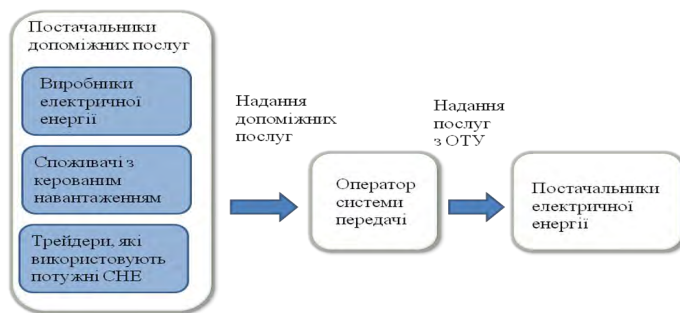 Постачальники
допоміжних послуг
Виробники
електричної
енергії
Споживачі з
керованим
навантаженням
Трейдери, які
використовують
потужні СНЕ
Надання
допоміжних
послуг
Оператор
системи
передачі
Надання
послуг
з ОТУ
Постачальники
електричної
енергії